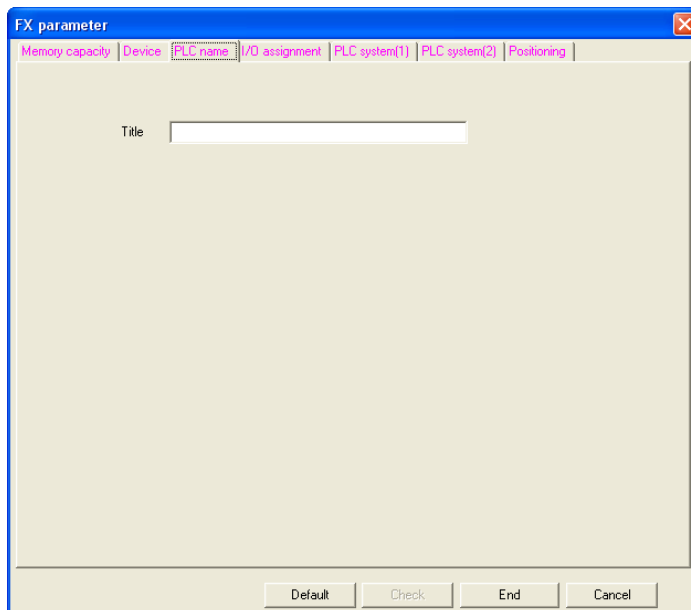 FX parameter
Memory capacity Device PLC name I/O assignment PLC system(1) PLC system(2) Positioning
Title
Default Check End Cancel